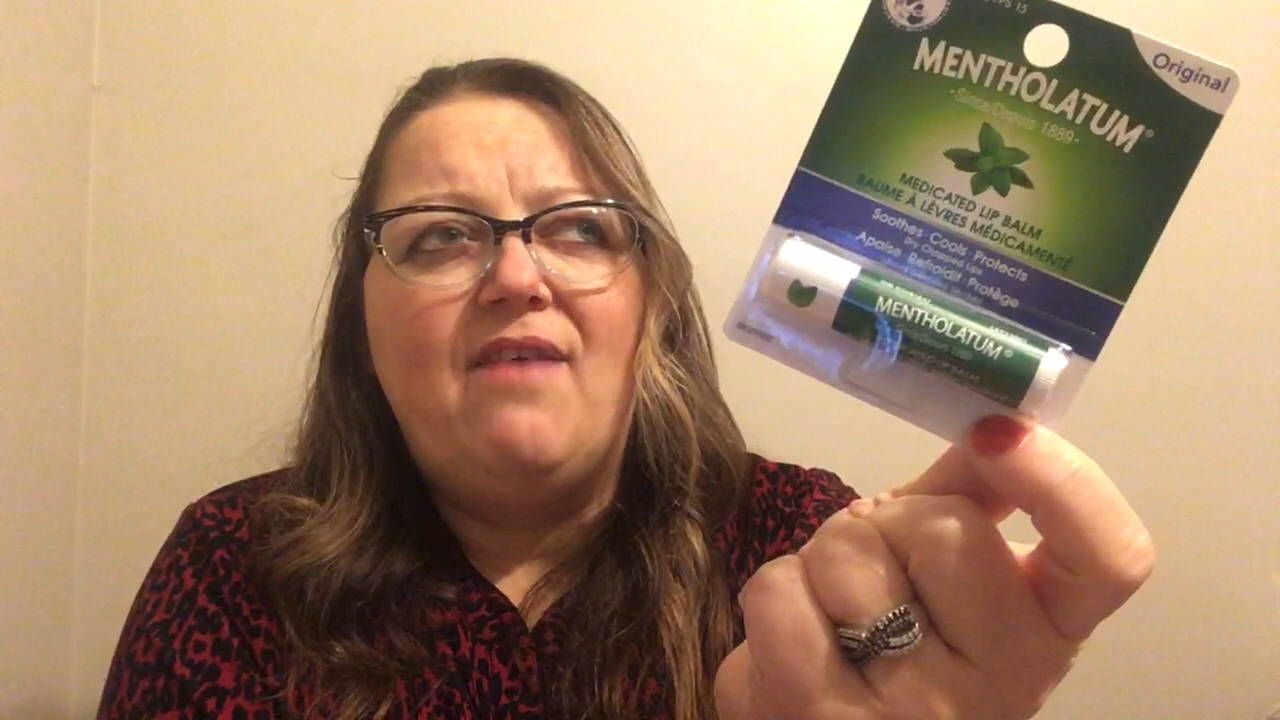 Original
MENTHOLATUM®
• Since/Depuis 1889 •
MEDICATED LIP BALM
BAUME À LÈVRES MÉDICAMENTÉ
Soothes Cools Protects
Dry Chapped Lips
Apaise Refroidit Protège
MENTHOLATUM®